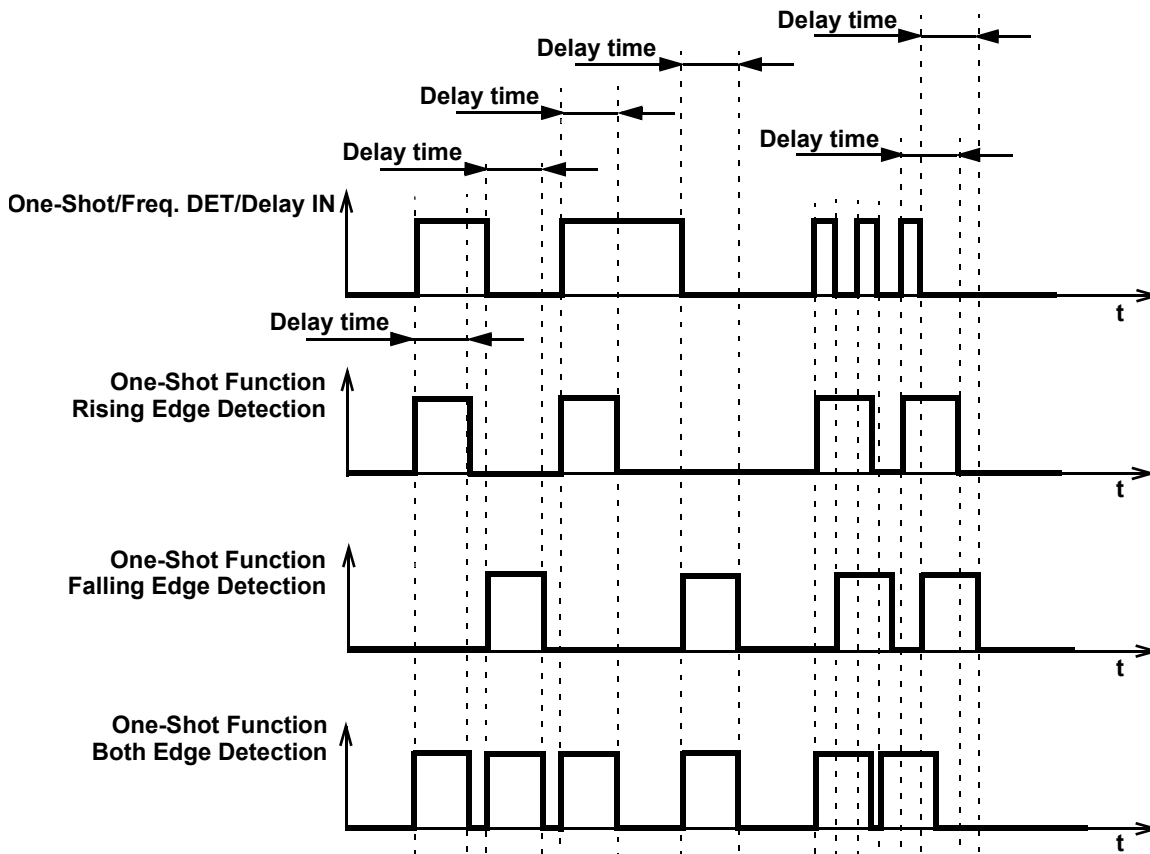 Delay time
Delay time
Delay time
Delay time
Delay time
One-Shot/Freq. DET/Delay IN
t
Delay time
One-Shot Function
Rising Edge Detection
t
One-Shot Function
Falling Edge Detection
t
One-Shot Function
Both Edge Detection
t